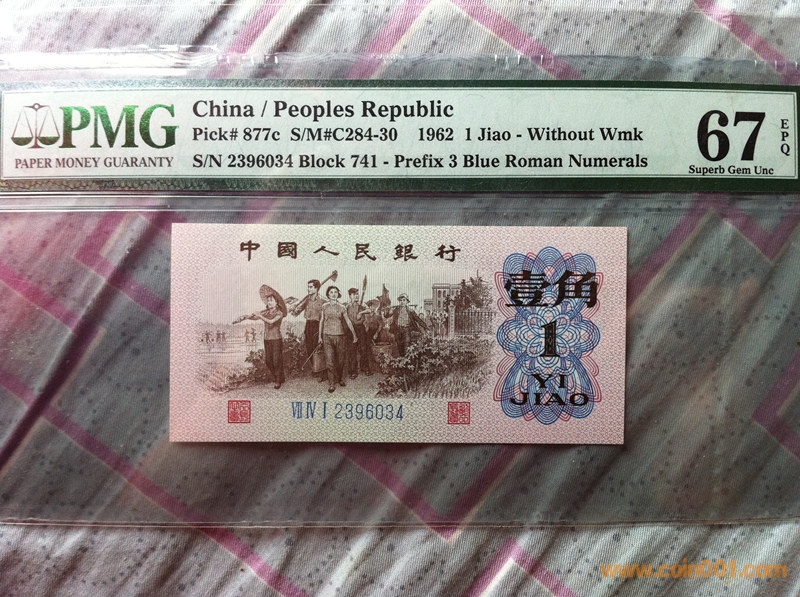 PMG
PAPER MONEY GUARANTY
China / Peoples Republic
Pick# 877c S/M#C284-30 1962 1 Jiao - Without Wmk
S/N 2396034 Block 741 - Prefix 3 Blue Roman Numerals
67
EPQ
Superb Gem Unc
中國人民銀行
壹角
1
YI
JIAO
VII IV I 2396034
www.coin001.com